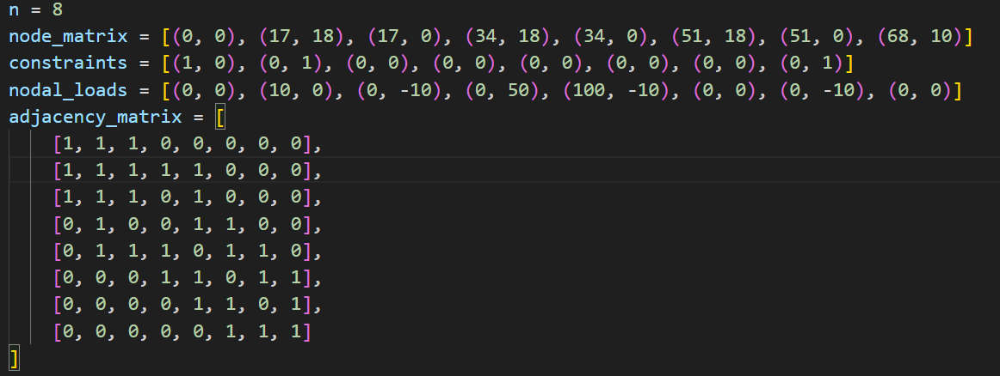 n = 8
node_matrix = [(0, 0), (17, 18), (17, 0), (34, 18), (34, 0), (51, 18), (51, 0), (68, 10)]
constraints = [(1, 0), (0, 1), (0, 0), (0, 0), (0, 0), (0, 0), (0, 0), (0, 1)]
nodal_loads = [(0, 0), (10, 0), (0, -10), (0, 50), (100, -10), (0, 0), (0, -10), (0, 0)]
adjacency_matrix = [
[1, 1, 1, 0, 0, 0, 0, 0],
[1, 1, 1, 1, 1, 0, 0, 0],
[1, 1, 1, 0, 1, 0, 0, 0],
[0, 1, 0, 0, 1, 1, 0, 0],
[0, 1, 1, 1, 0, 1, 1, 0],
[0, 0, 0, 1, 1, 0, 1, 1],
[0, 0, 0, 0, 1, 1, 0, 1],
[0, 0, 0, 0, 0, 1, 1, 1]
]